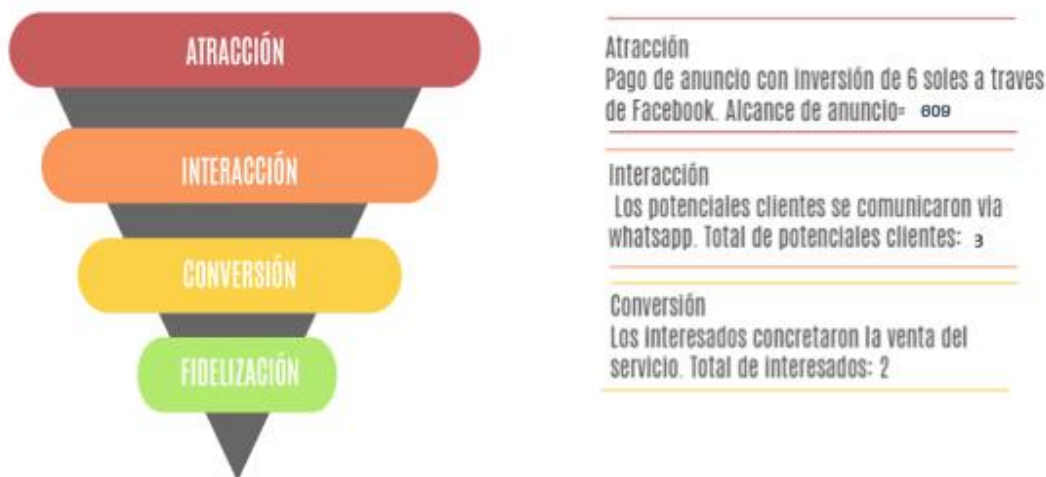 ATRACCIÓN
INTERACCIÓN
CONVERSIÓN
FIDELIZACIÓN
Atracción
Pago de anuncio con inversión de 6 soles a traves
de Facebook. Alcance de anuncio= 609
Interacción
Los potenciales clientes se comunicaron via
whatsapp. Total de potenciales clientes: 3
Conversión
Los interesados concretaron la venta del
servicio. Total de interesados: 2